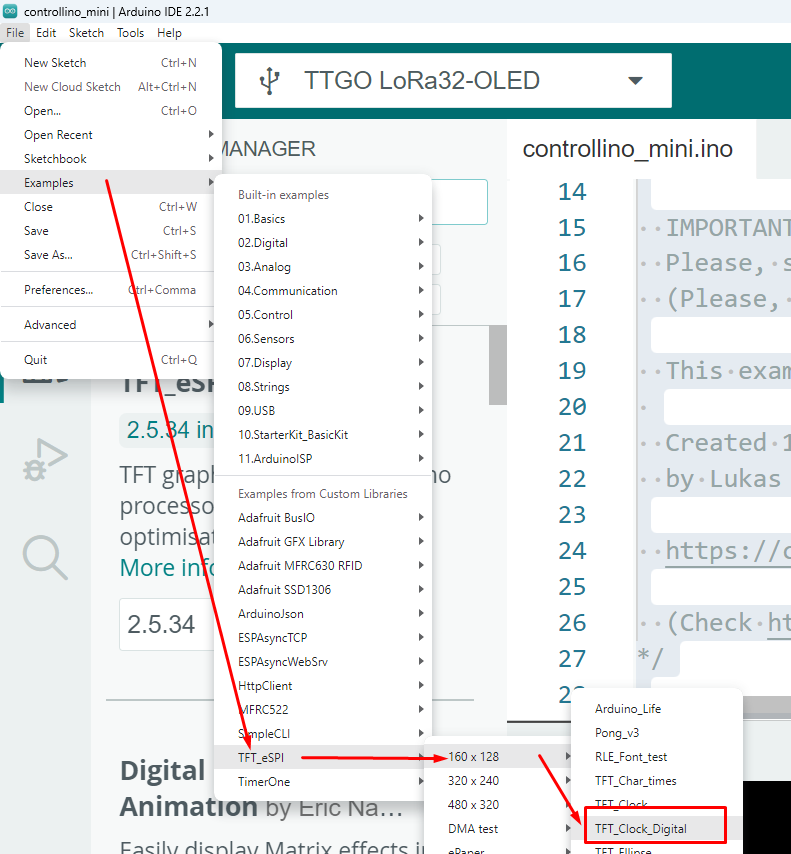 controllino_mini | Arduino IDE 2.2.1
File Edit Sketch Tools Help
New Sketch Ctrl+N
New Cloud Sketch Alt+Ctrl+N
Open... Ctrl+O
Open Recent
Sketchbook
Examples
Close Ctrl+W
Save Ctrl+S
Save As... Ctrl+Shift+S
Preferences... Ctrl+Comma
Advanced
Quit Ctrl+Q
TTGO LoRa32-OLED
MANAGER
Built-in examples
01.Basics
02.Digital
03.Analog
04.Communication
05.Control
06.Sensors
07.Display
08.Strings
09.USB
10.StarterKit_BasicKit
11.ArduinoISP
Examples from Custom Libraries
Adafruit BusIO
Adafruit GFX Library
Adafruit MFRC630 RFID
Adafruit SSD1306
ArduinoJson
ESPAsyncTCP
ESPAsyncWebSrv
HttpClient
MFRC522
SimpleCLI
TFT_eSPI
TimerOne
160 x 128
320 x 240
480 x 320
DMA test
ePaper
Arduino_Life
Pong_v3
RLE_Font_test
TFT_Char_times
TFT_Clock
TFT_Clock_Digital
TFT_Ellipse
TFT_eSP
2.5.34 in
TFT grap
processo
optimisat
More info
2.5.34
Digital
Animation by Eric Na...
Easily display Matrix effects i
controllino_mini.ino
14
15 IMPORTANT
16 Please, s
17 (Please,
18
19 This exam
20
21 Created 1
22 by Lukas
23
24 https://c
25
26 (Check ht
27 */
28